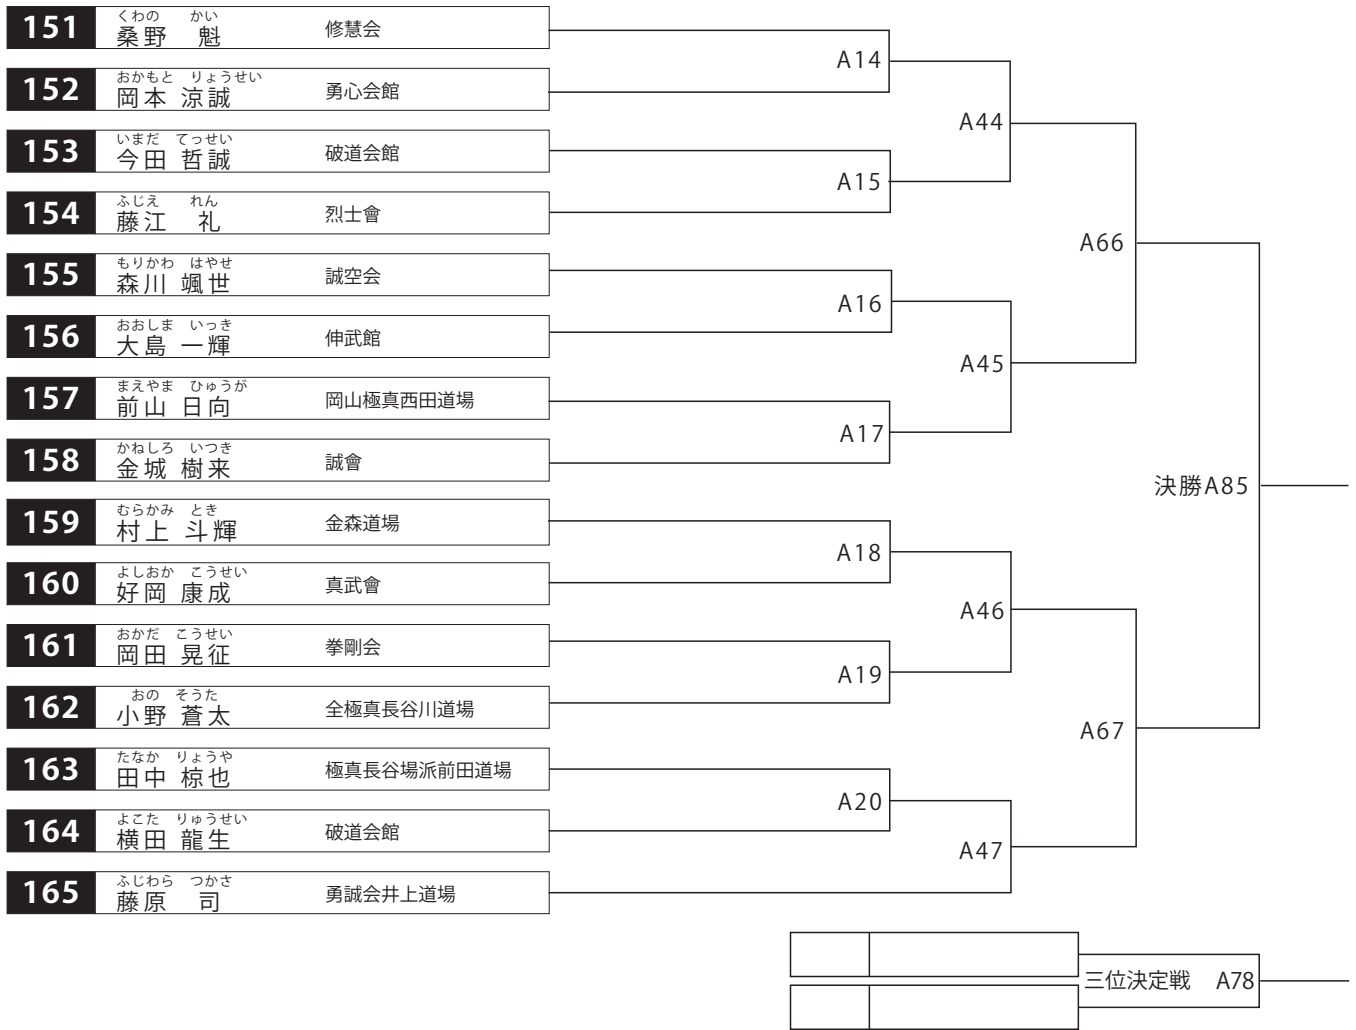 くわの かい
151 桑野 魁 修慧会
おかもと りょうせい
152 岡本 涼誠 勇心会館
いまだ てっせい
153 今田 哲誠 破道会館
ふじえ れん
154 藤江 礼 烈士會
もりかわ はやせ
155 森川 颯世 誠空会
おおしま いっき
156 大島 一輝 伸武館
まえやま ひゅうが
157 前山 日向 岡山極真西田道場
かねしろ いつき
158 金城 樹来 誠會
むらかみ とき
159 村上 斗輝 金森道場
よしおか こうせい
160 好岡 康成 真武會
おかだ こうせい
161 岡田 晃征 拳剛会
おの そうた
162 小野 蒼太 全極真長谷川道場
たなか りょうや
163 田中 椋也 極真長谷場派前田道場
よこた りゅうせい
164 横田 龍生 破道会館
ふじわら つかさ
165 藤原 司 勇誠会井上道場
A14
A15
A16
A17
A18
A19
A20
A44
A45
A46
A47
A66
A67
決勝A85
三位決定戦 A78